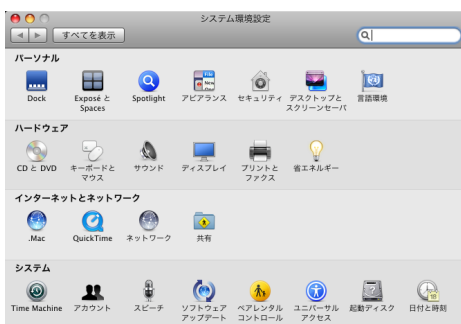 システム環境設定
すべてを表示
パーソナル
Dock
Exposé と
Spaces
Spotlight
アピアランス
セキュリティ
デスクトップと
スクリーンセーバ
言語環境
ハードウェア
CD と DVD
キーボードと
マウス
サウンド
ディスプレイ
プリントと
ファクス
省エネルギー
インターネットとネットワーク
.Mac
QuickTime
ネットワーク
共有
システム
Time Machine
アカウント
スピーチ
ソフトウェア
アップデート
ペアレンタル
コントロール
ユニバーサル
アクセス
起動ディスク
日付と時刻